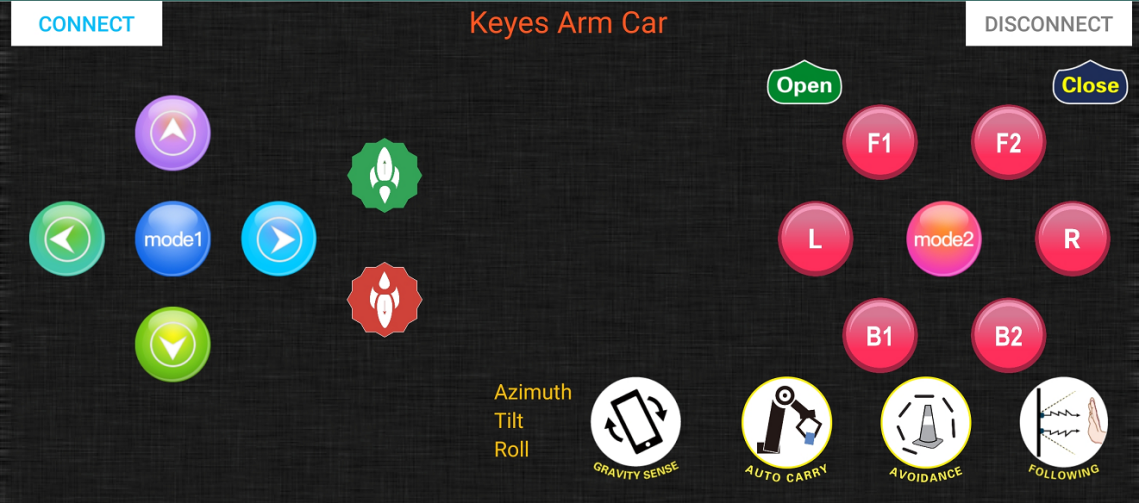 CONNECT
Keyes Arm Car
DISCONNECT
Open
Close
F1
F2
mode1
L
mode2
R
B1
B2
Azimuth
Tilt
Roll
GRAVITY SENSE
AUTO CARRY
AVOIDANCE
FOLLOWING